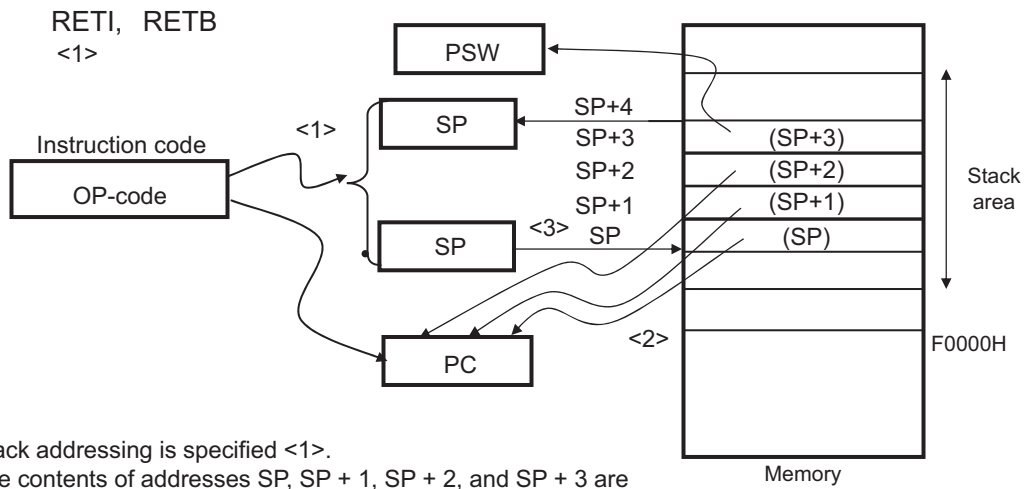 RETI, RETB
<1>
PSW
SP+4
<1>
SP
SP+3
(SP+3)
Instruction code
SP+2
(SP+2)
Stack
area
OP-code
SP+1
(SP+1)
SP
<3>
SP
(SP)
<2>
F0000H
PC
ack addressing is specified <1>.
e contents of addresses SP, SP + 1, SP + 2, and SP + 3 are
Memory